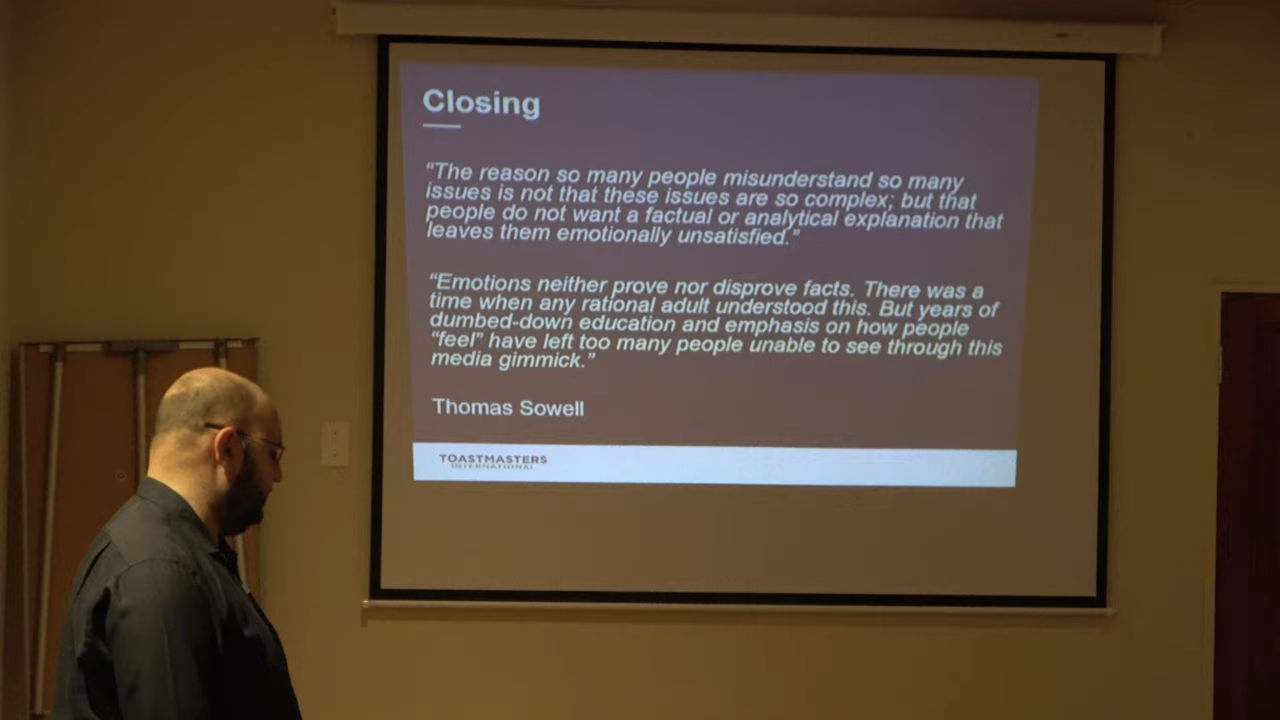 Closing
“The reason so many people misunderstand so many
issues is not that these issues are so complex; but that
people do not want a factual or analytical explanation that
leaves them emotionally unsatisfied.”
“Emotions neither prove nor disprove facts. There was a
time when any rational adult understood this. But years of
dumbed-down education and emphasis on how people
“feel” have left too many people unable to see through this
media gimmick.”
Thomas Sowell
TOASTMASTERS
INTERNATIONAL